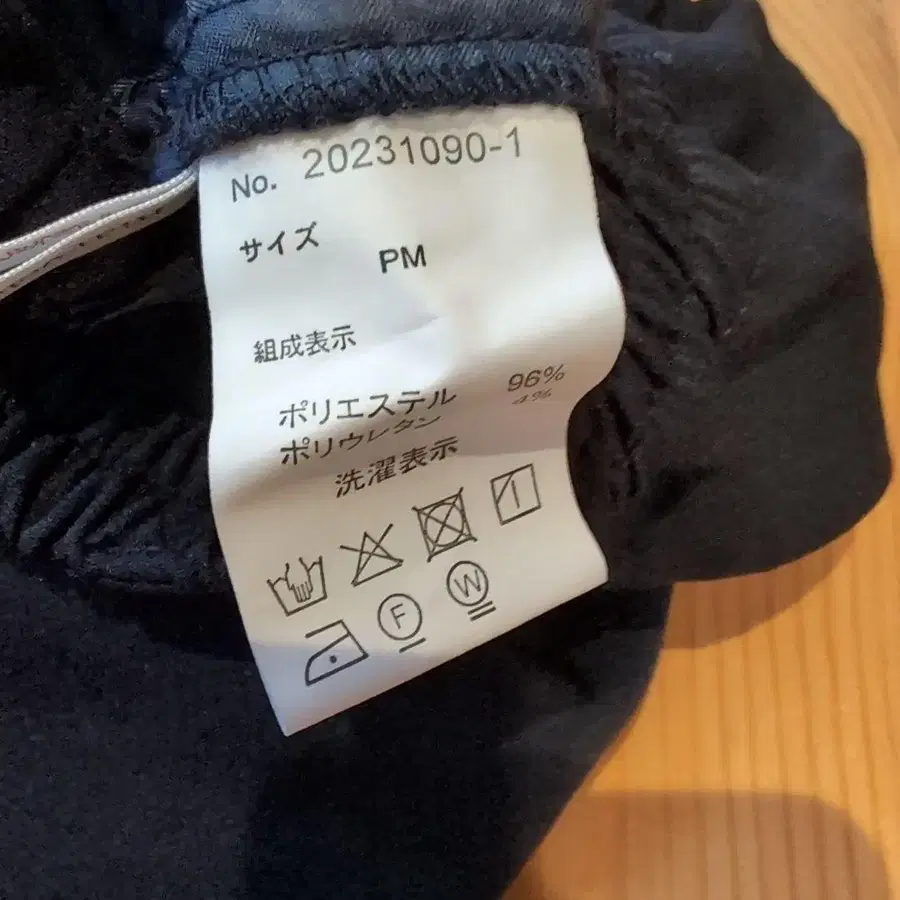 No. 20231090-1
サイズ
PM
組成表示
ポリエステル 96%
ポリウレタン 4%
洗濯表示
F W